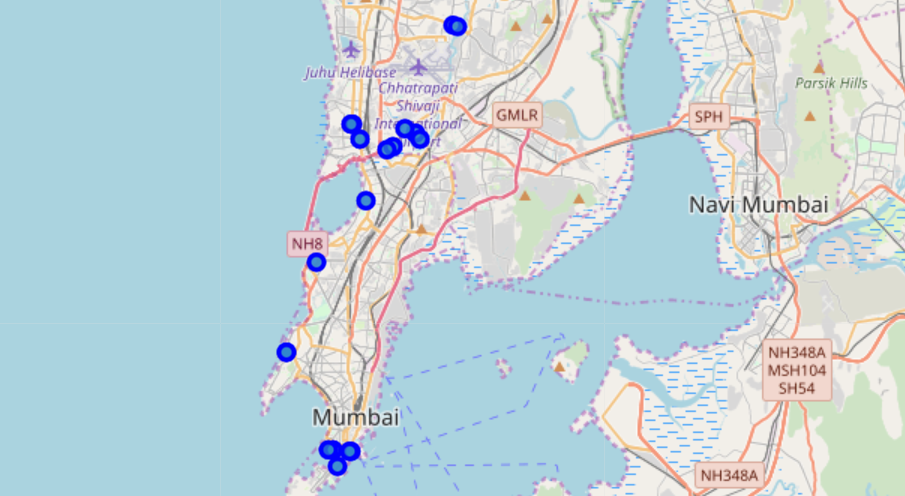 Juhu Helibase
Chhatrapati
Shivaji
International
GMLR
SPH
Parsik Hills
Navi Mumbai
NH8
NH348A
MSH104
SH54
Mumbai
NH348A